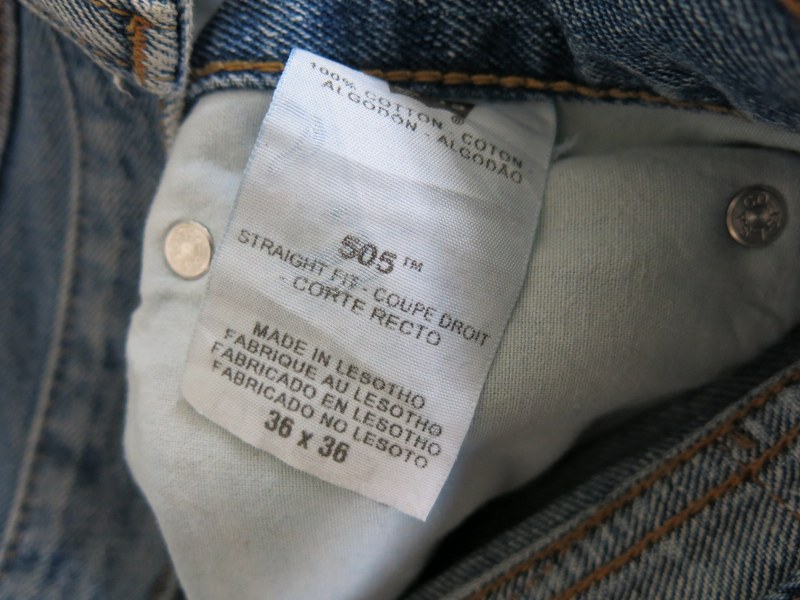 100% COTTON - COTON -
ALGODÓN - ALGODÃO
®
505™
STRAIGHT FIT - COUPE DROIT
- CORTE RECTO
MADE IN LESOTHO
FABRIQUE AU LESOTHO
FABRICADO EN LESOTHO
FABRICADO NO LESOTO
36 x 36